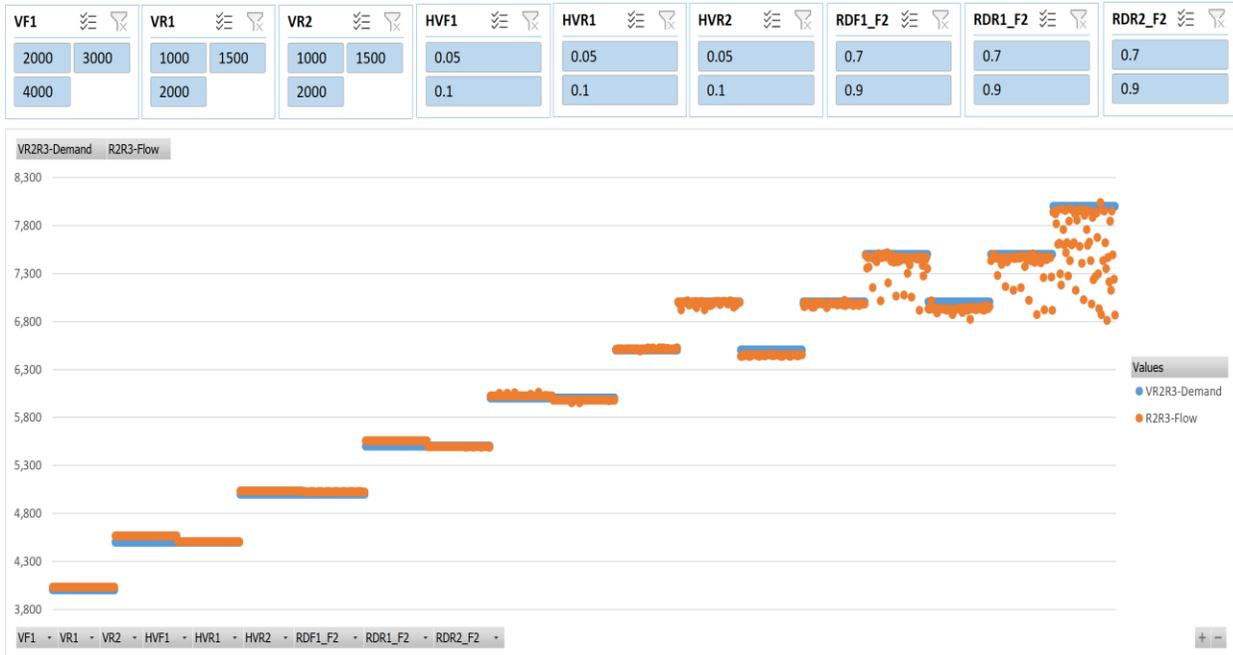 VF1 VR1 VR2 HVF1 HVR1 HVR2 RDF1_F2 RDR1_F2 RDR2_F2
2000 3000 1000 1500 1000 1500 0.05 0.05 0.05 0.7 0.7 0.7
4000 2000 2000 0.1 0.1 0.1 0.9 0.9 0.9
VR2R3-Demand R2R3-Flow
8,300
7,800
7,300
6,800
6,300
5,800
5,300
4,800
4,300
3,800
Values
VR2R3-Demand
R2R3-Flow
VF1 VR1 VR2 HVF1 HVR1 HVR2 RDF1_F2 RDR1_F2 RDR2_F2
+ −